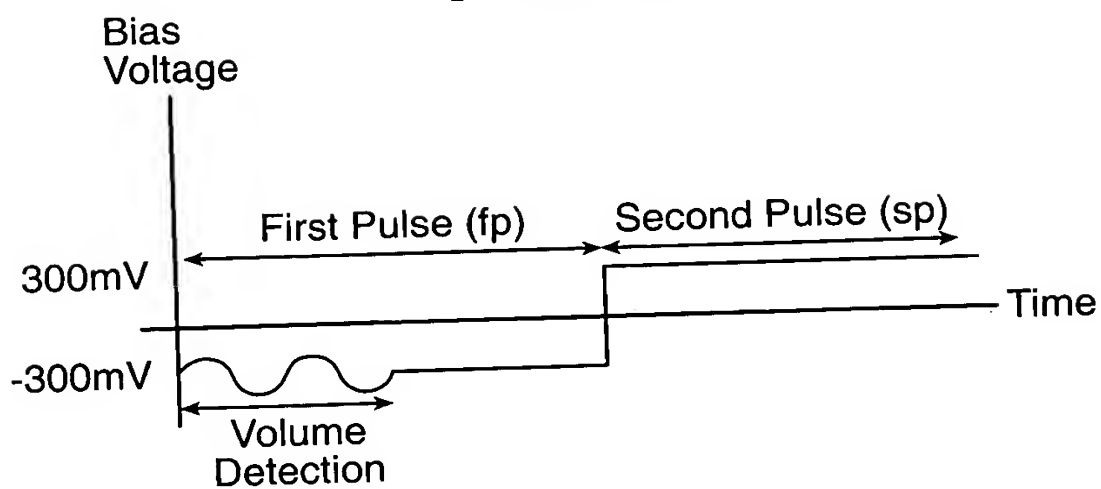 Bias
Voltage
First Pulse (fp)
Second Pulse (sp)
300mV
Time
-300mV
Volume
Detection